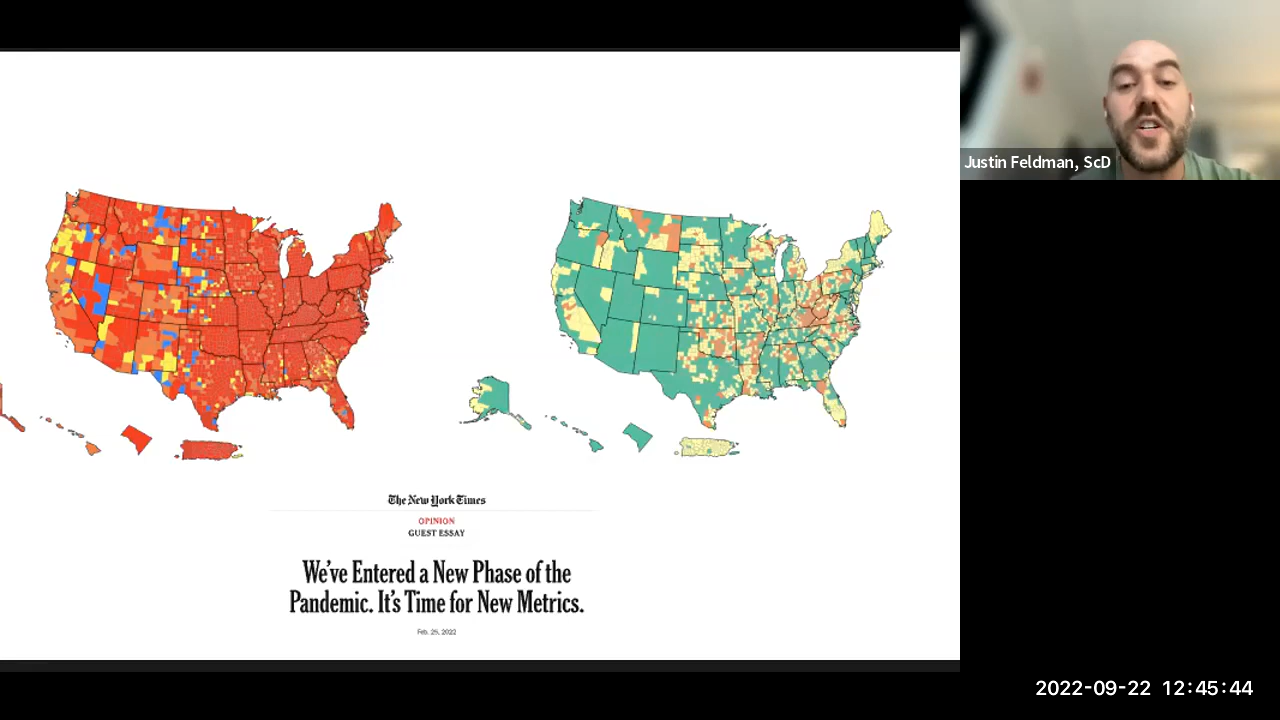 Justin Feldman, ScD
The New York Times
OPINION
GUEST ESSAY
We've Entered a New Phase of the
Pandemic. It's Time for New Metrics.
Feb. 25, 2022
2022-09-22 12:45:44